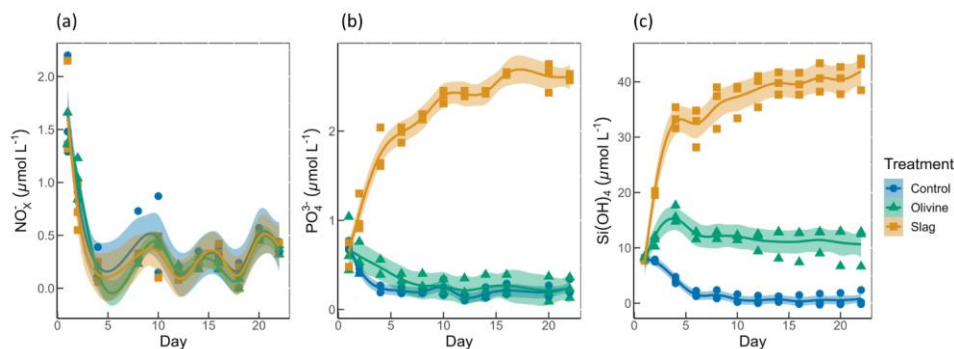 (a) (b) (c)
NO⁻ₓ (µmol L⁻¹)
2.0
1.5
1.0
0.5
0.0
0 5 10 15 20
Day
PO₄³⁻ (µmol L⁻¹)
2
1
0
0 5 10 15 20
Day
Si(OH)₄ (µmol L⁻¹)
40
30
20
10
0
0 5 10 15 20
Day
Treatment
Control
Olivine
Slag